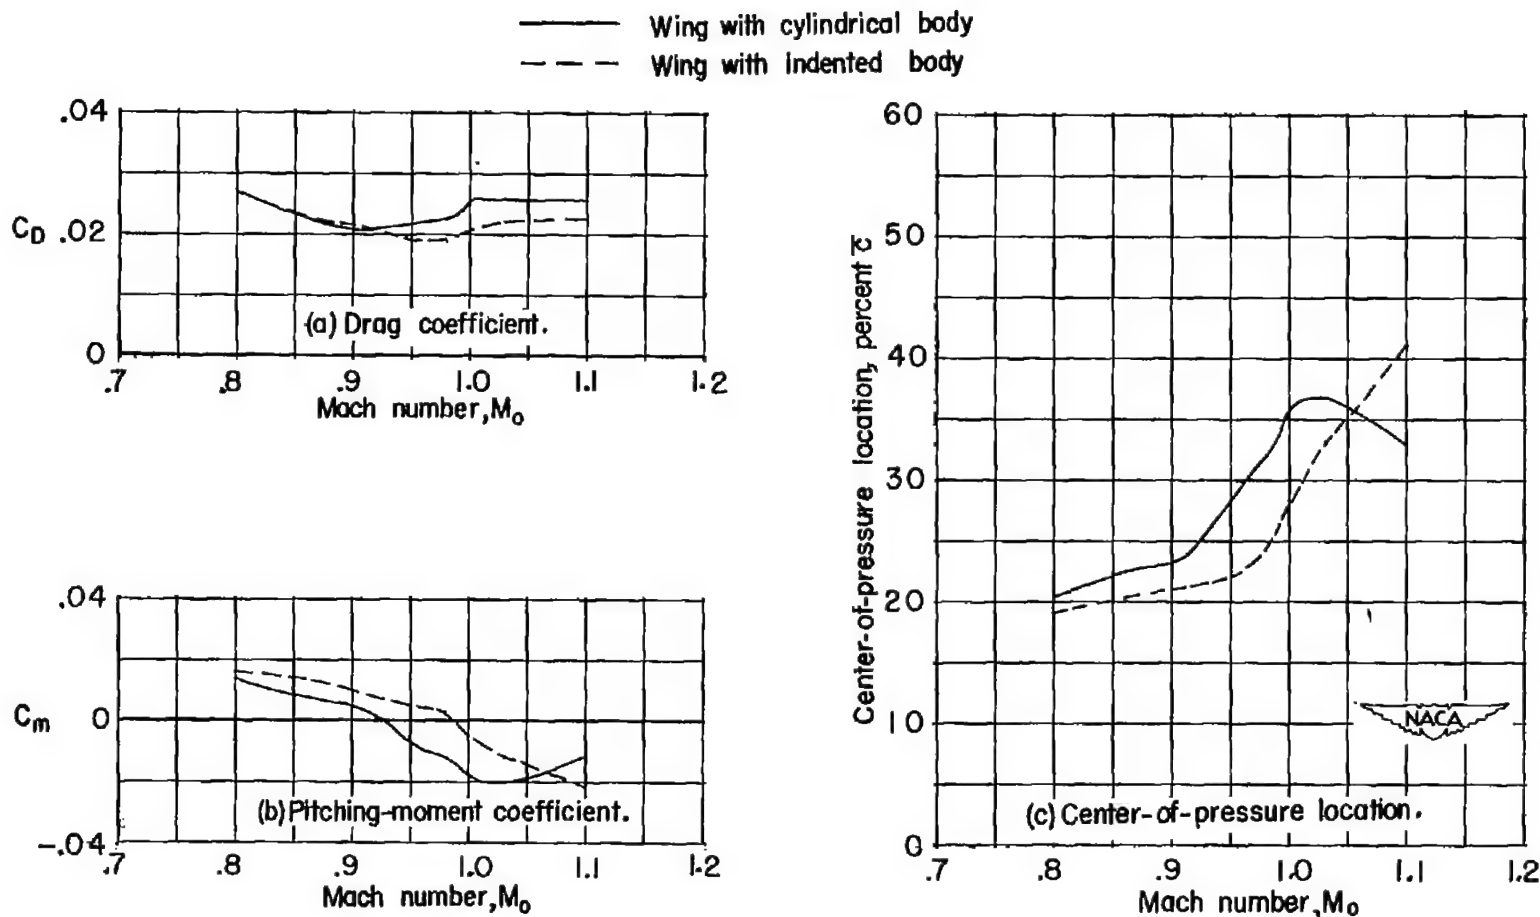 Wing with cylindrical body
Wing with indented body
.04
C_D .02
0
.7 .8 .9 1.0 1.1 1.2
Mach number, M₀
(a) Drag coefficient.
.04
C_m 0
-.04
.7 .8 .9 1.0 1.1 1.2
Mach number, M₀
(b) Pitching-moment coefficient.
Center-of-pressure location, percent c̅
60
50
40
30
20
10
0
.7 .8 .9 1.0 1.1 1.2
Mach number, M₀
(c) Center-of-pressure location.
NACA